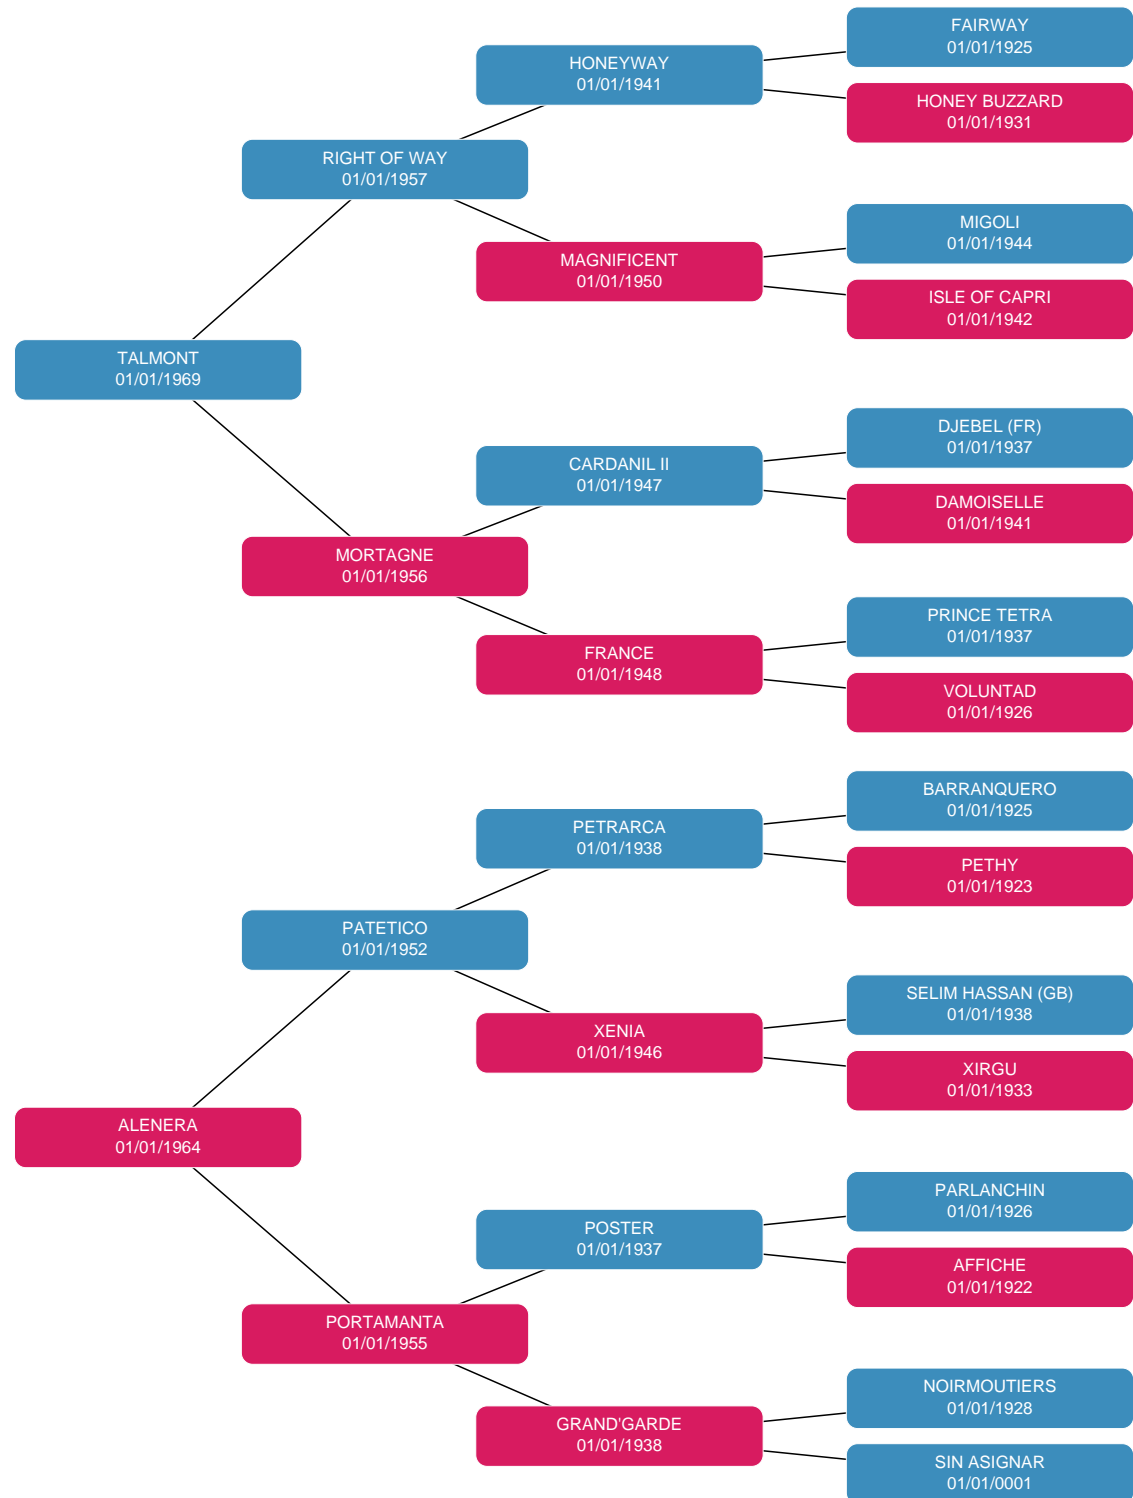 FAIRWAY
01/01/1925
HONEYWAY
01/01/1941
HONEY BUZZARD
01/01/1931
RIGHT OF WAY
01/01/1957
MIGOLI
01/01/1944
MAGNIFICENT
01/01/1950
ISLE OF CAPRI
01/01/1942
TALMONT
01/01/1969
DJEBEL (FR)
01/01/1937
CARDANIL II
01/01/1947
DAMOISELLE
01/01/1941
MORTAGNE
01/01/1956
PRINCE TETRA
01/01/1937
FRANCE
01/01/1948
VOLUNTAD
01/01/1926
BARRANQUERO
01/01/1925
PETRARCA
01/01/1938
PETHY
01/01/1923
PATETICO
01/01/1952
SELIM HASSAN (GB)
01/01/1938
XENIA
01/01/1946
XIRGU
01/01/1933
ALENERA
01/01/1964
PARLANCHIN
01/01/1926
POSTER
01/01/1937
AFFICHE
01/01/1922
PORTAMANTA
01/01/1955
NOIRMOUTIERS
01/01/1928
GRAND'GARDE
01/01/1938
SIN ASIGNAR
01/01/0001